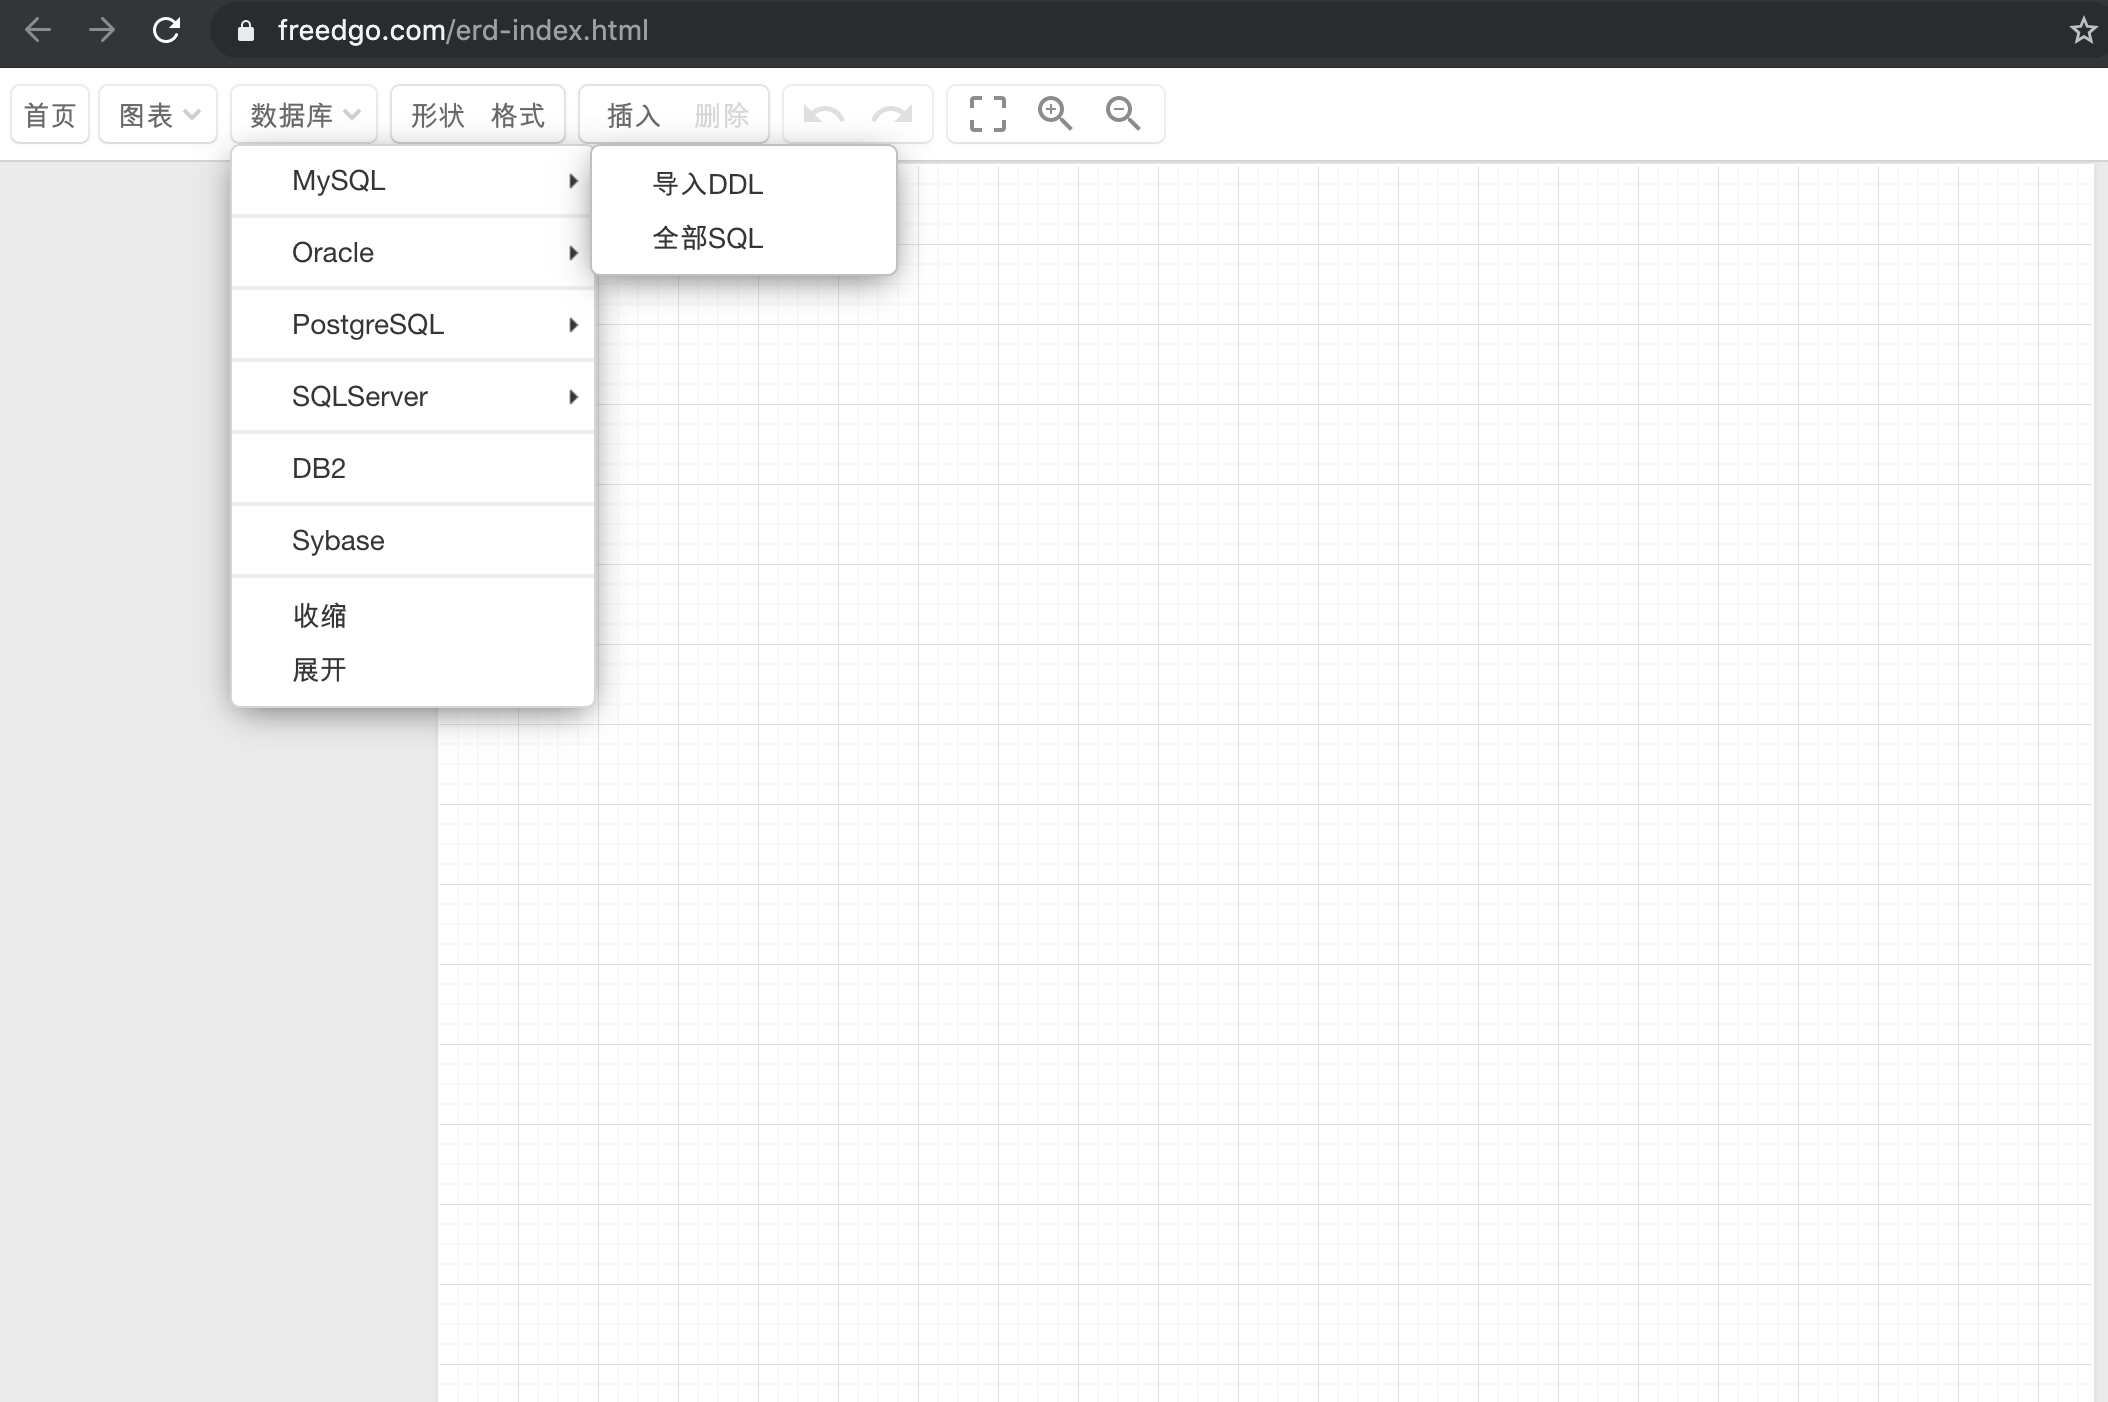 freedgo.com/erd-index.html
首页 图表 数据库 形状 格式 插入 删除
MySQL
Oracle
PostgreSQL
SQLServer
DB2
Sybase
收缩
展开
导入DDL
全部SQL